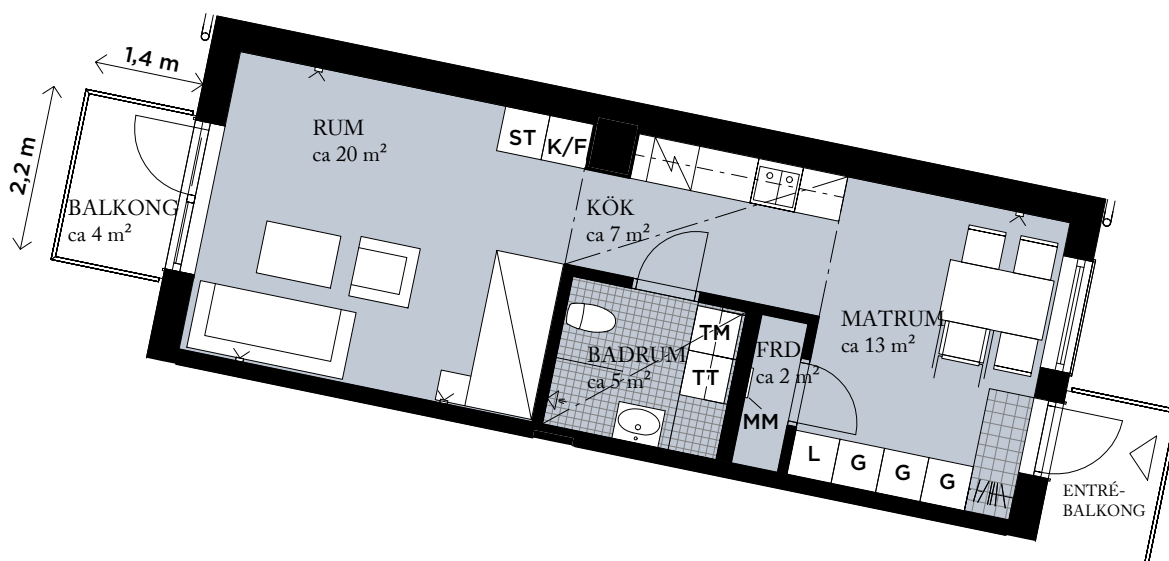 1,4 m
2,2 m
BALKONG
ca 4 m²
RUM
ca 20 m²
ST
K/F
KÖK
ca 7 m²
BADRUM
ca 5 m²
TM
TT
FRD
ca 2 m²
MM
MATRUM
ca 13 m²
L
G
G
G
ENTRÉ-
BALKONG